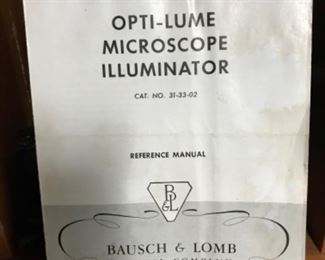 OPTI-LUME
MICROSCOPE
ILLUMINATOR
CAT. NO. 31-33-02
REFERENCE MANUAL
B & L
BAUSCH & LOMB